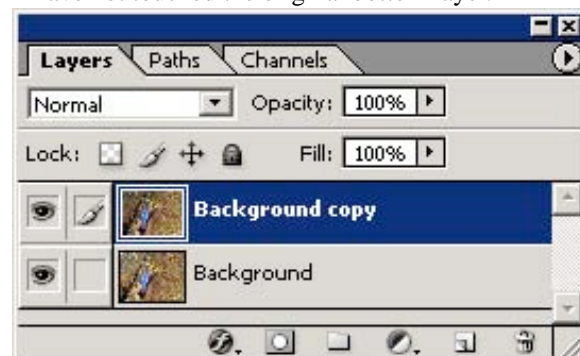 Layers Paths Channels
Normal Opacity: 100%
Lock: Fill: 100%
Background copy
Background